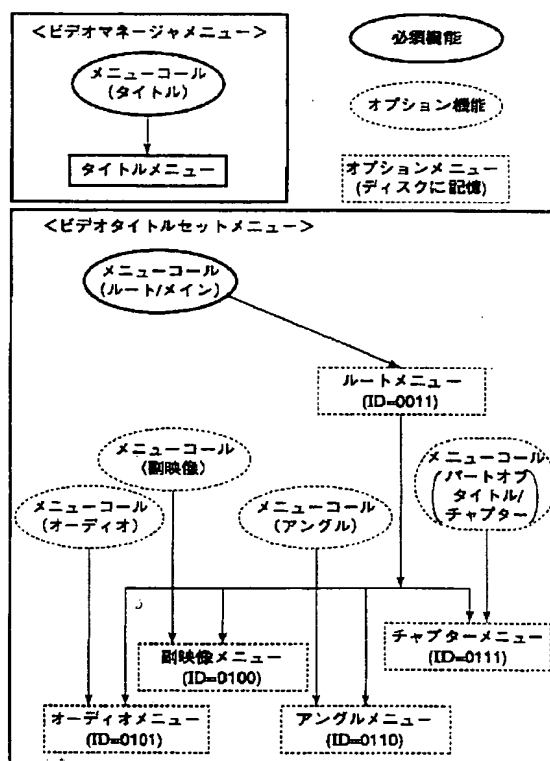 <ビデオマネージャメニュー>
メニューコール
(タイトル)
タイトルメニュー
必須機能
オプション機能
オプションメニュー
(ディスクに記憶)
<ビデオタイトルセットメニュー>
メニューコール
(ルート/メイン)
ルートメニュー
(ID=0011)
メニューコール
(副映像)
メニューコール
(オーディオ)
メニューコール
(アングル)
メニューコール
(パートオブ
タイトル/
チャプター)
副映像メニュー
(ID=0100)
チャプターメニュー
(ID=0111)
オーディオメニュー
(ID=0101)
アングルメニュー
(ID=0110)